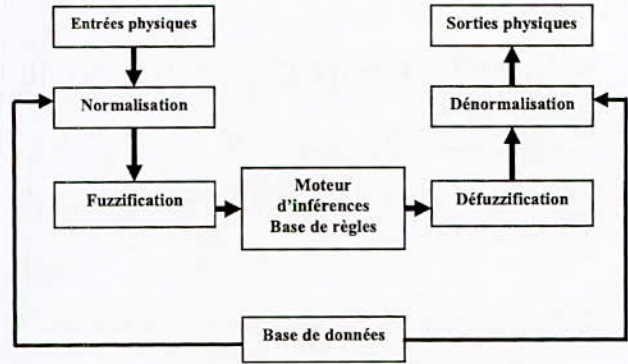 Entrées physiques
Sorties physiques
Normalisation
Dénormalisation
Fuzzification
Moteur
d'inférences
Base de règles
Défuzzification
Base de données